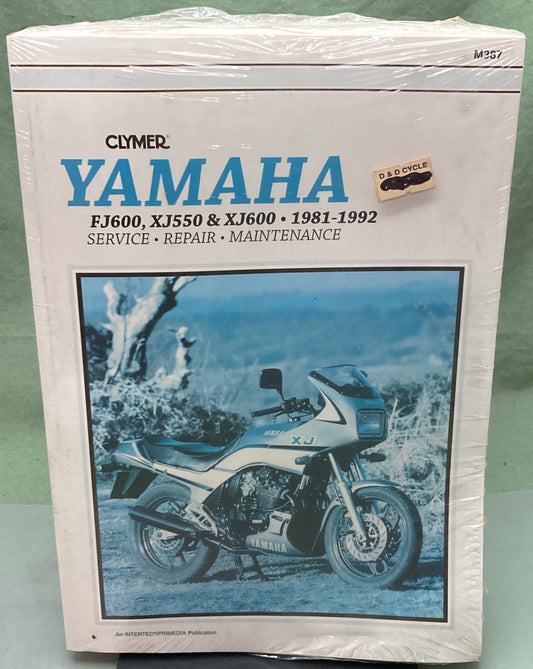 M387
CLYMER®
YAMAHA
D & D CYCLE
FJ600, XJ550 & XJ600 • 1981-1992
SERVICE • REPAIR • MAINTENANCE
XJ
YAMAHA
An INTERTEC/PRIMEDIA Publication